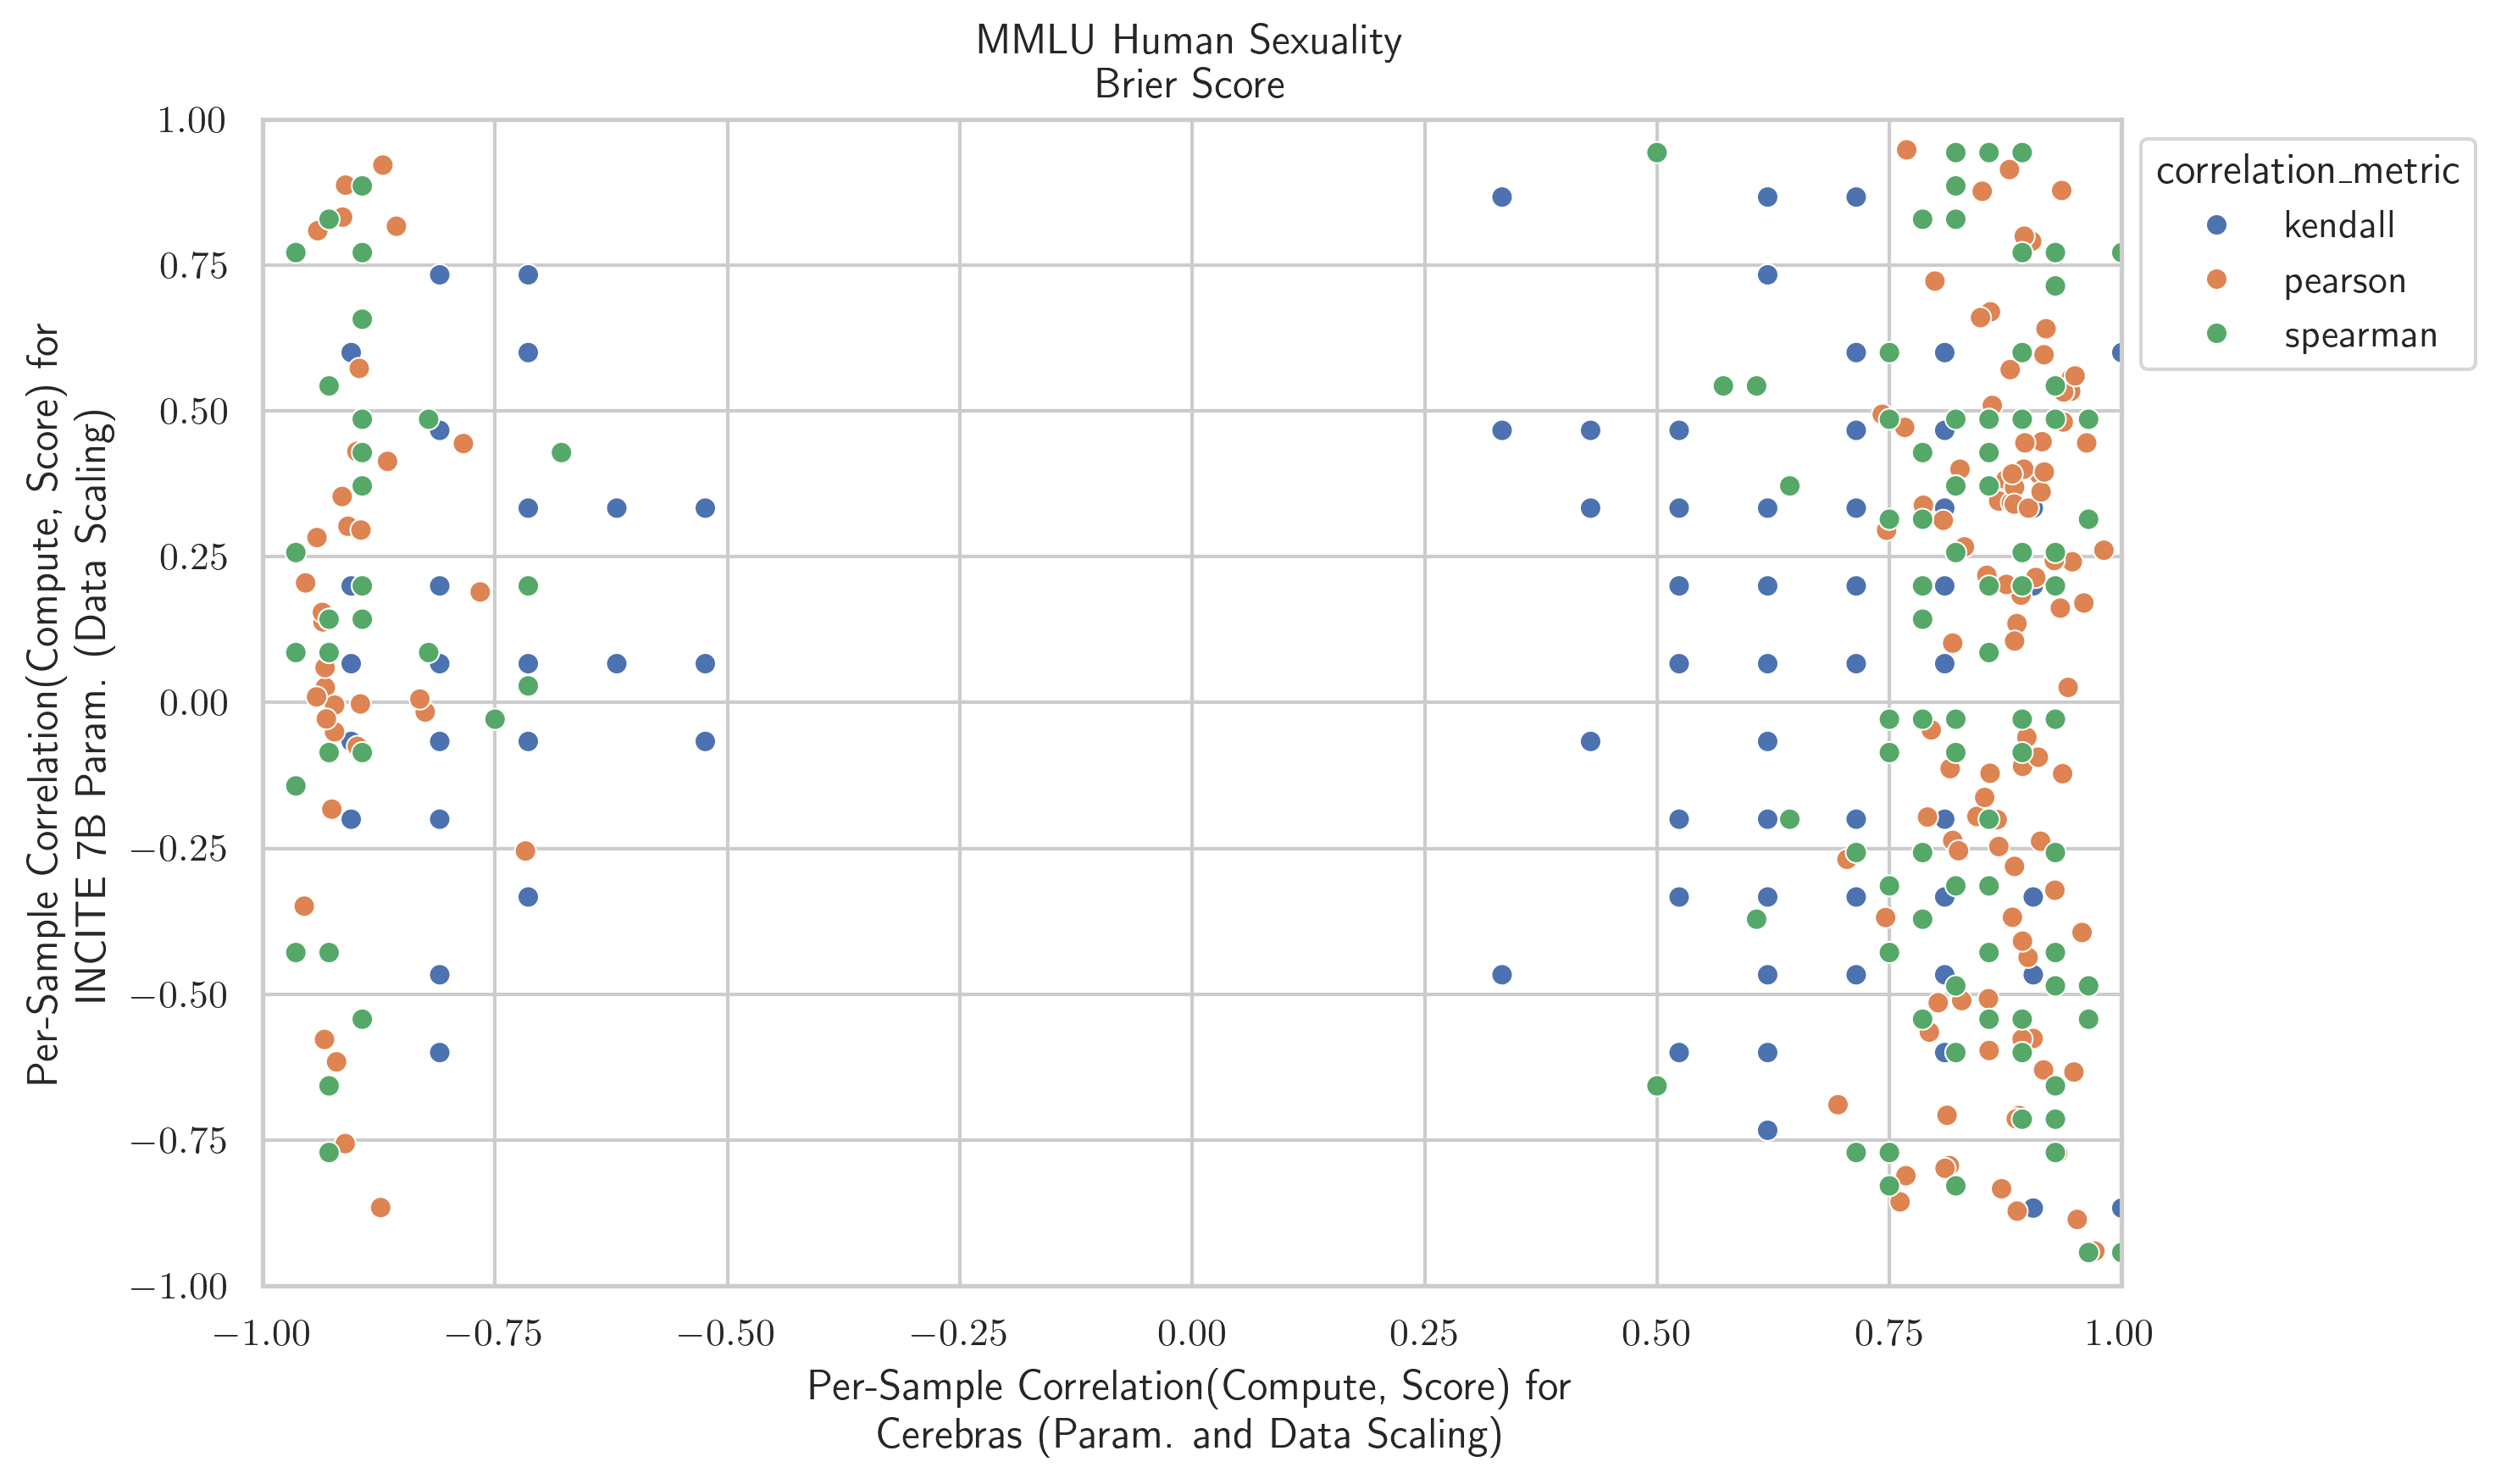 MMLU Human Sexuality
Brier Score
1.00
0.75
0.50
0.25
0.00
−0.25
−0.50
−0.75
−1.00
Per-Sample Correlation(Compute, Score) for
INCITE 7B Param. (Data Scaling)
correlation_metric
kendall
pearson
spearman
−1.00 −0.75 −0.50 −0.25 0.00 0.25 0.50 0.75 1.00
Per-Sample Correlation(Compute, Score) for
Cerebras (Param. and Data Scaling)